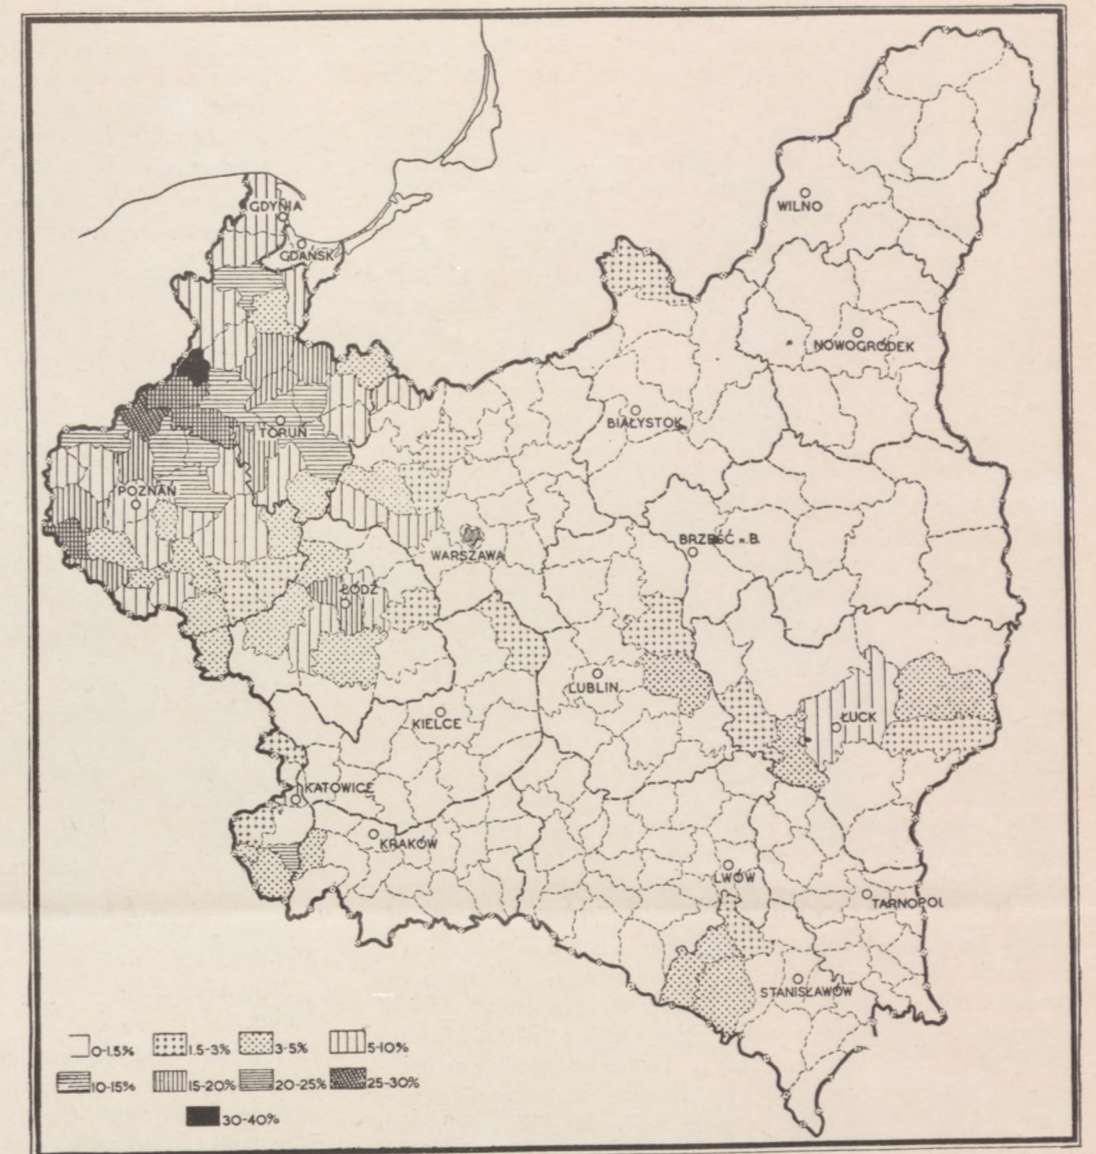 WILNO
GDYNIA
GDAŃSK
NOWOGRÓDEK
BIAŁYSTOK
TORUŃ
POZNAŃ
BRZEŚĆ n. B.
WARSZAWA
ŁÓDŹ
LUBLIN
ŁUCK
KIELCE
KATOWICE
KRAKÓW
LWÓW
TARNOPOL
STANISŁAWÓW
0-1.5% 1.5-3% 3-5% 5-10%
10-15% 15-20% 20-25% 25-30%
30-40%